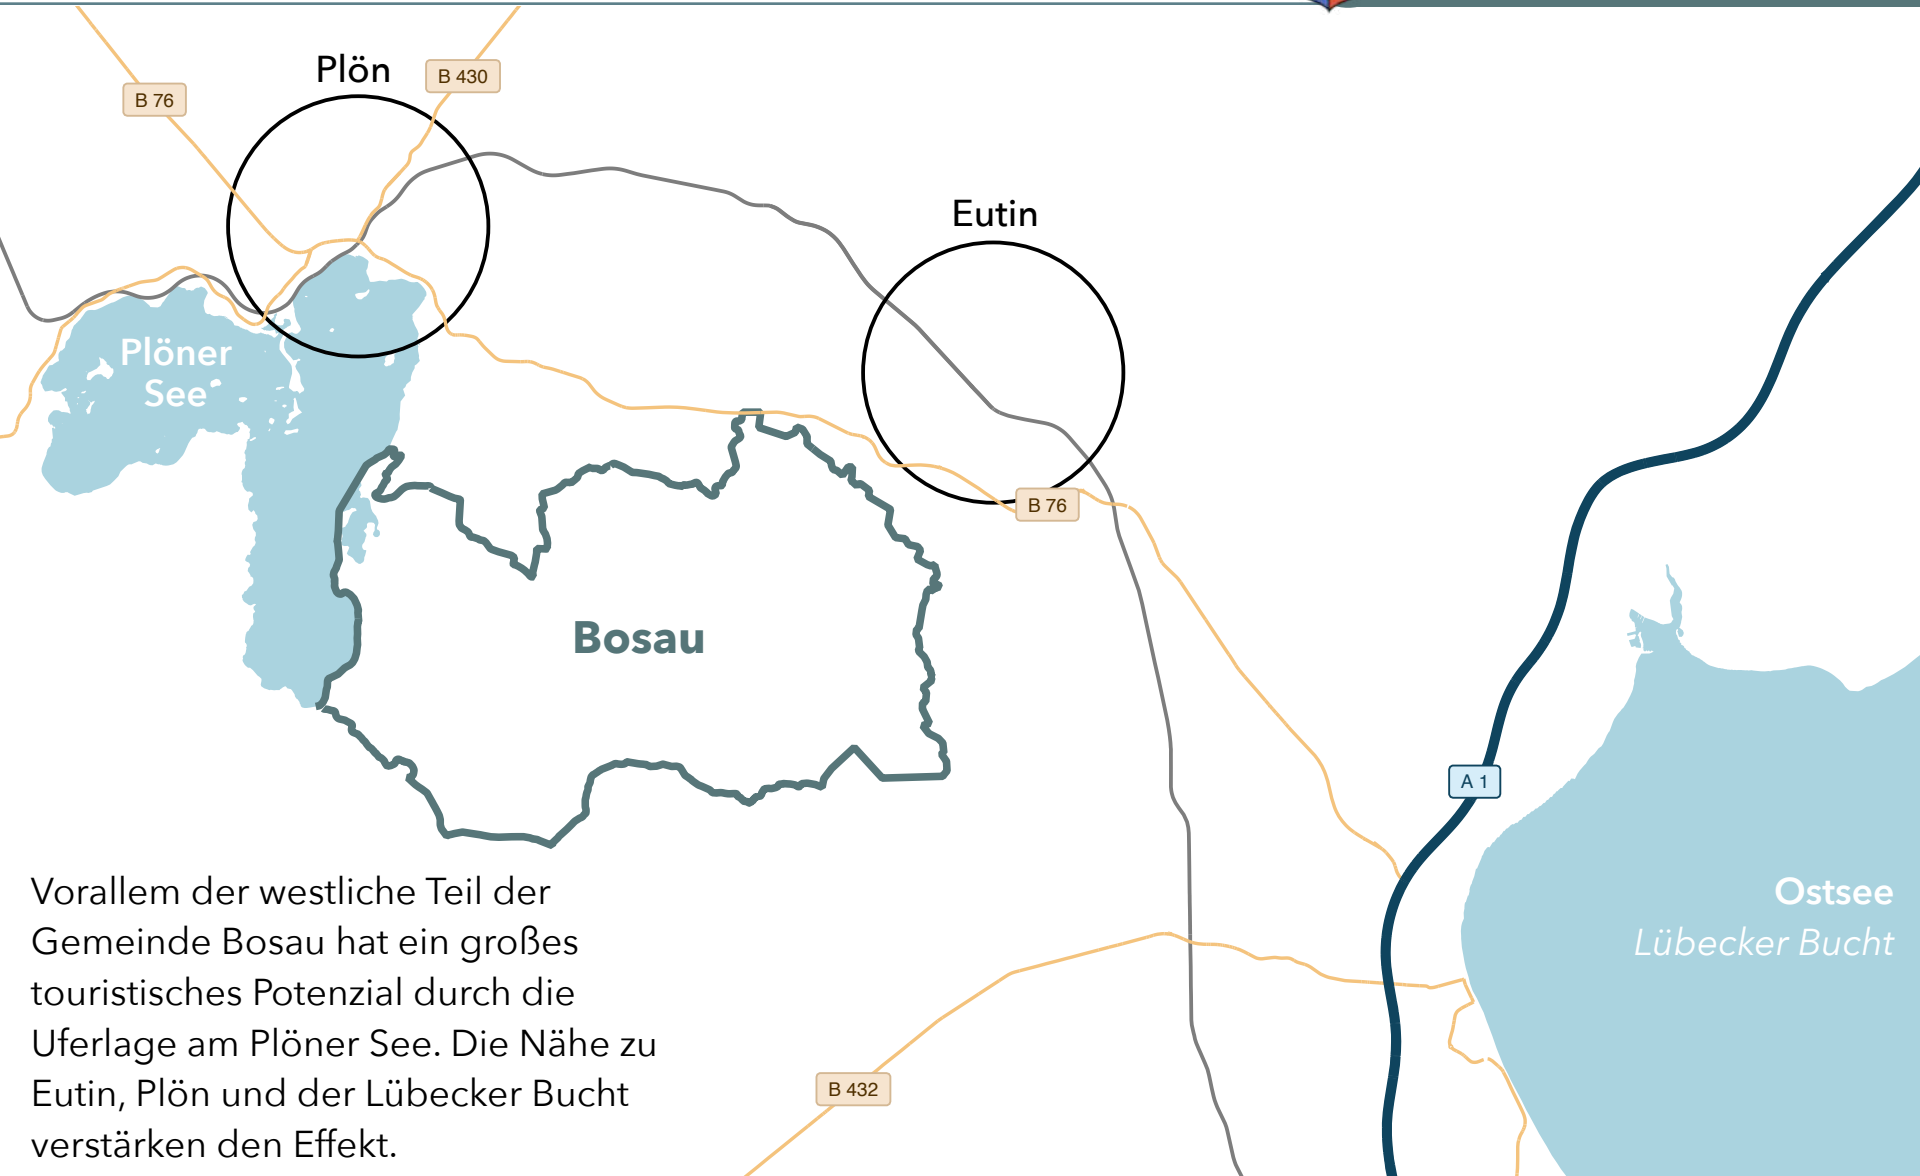 Plön
B 430
B 76
Eutin
Plöner
See
B 76
Bosau
A 1
Vorallem der westliche Teil der
Gemeinde Bosau hat ein großes
touristisches Potenzial durch die
Uferlage am Plöner See. Die Nähe zu
Eutin, Plön und der Lübecker Bucht
verstärken den Effekt.
Ostsee
Lübecker Bucht
B 432